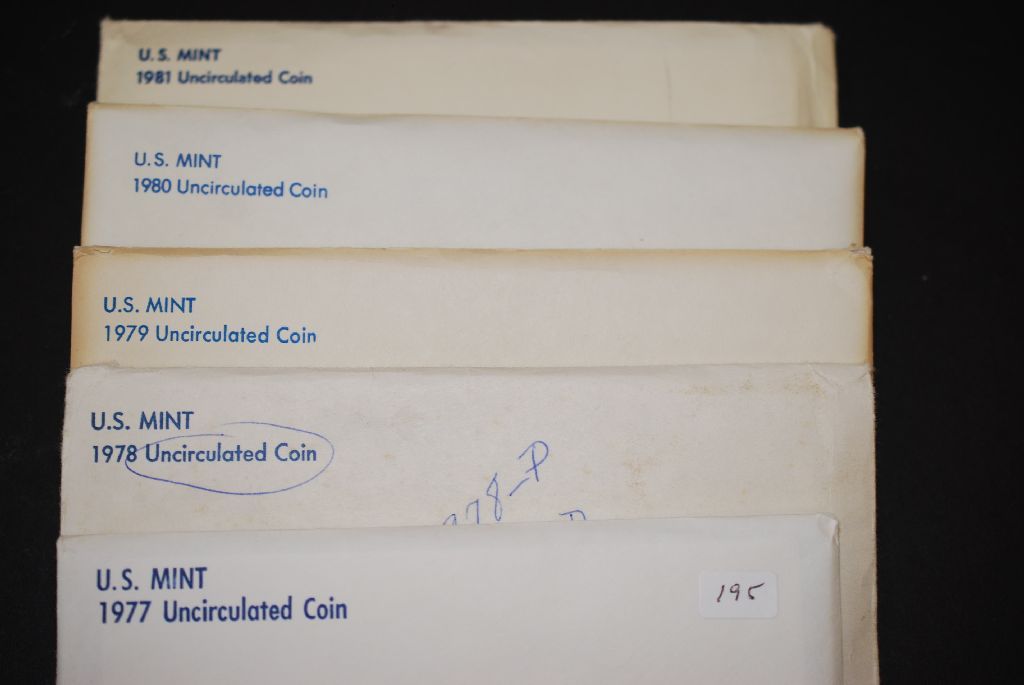 U.S. MINT
1981 Uncirculated Coin
U.S. MINT
1980 Uncirculated Coin
U.S. MINT
1979 Uncirculated Coin
U.S. MINT
1978 Uncirculated Coin
978-P
U.S. MINT
1977 Uncirculated Coin
195